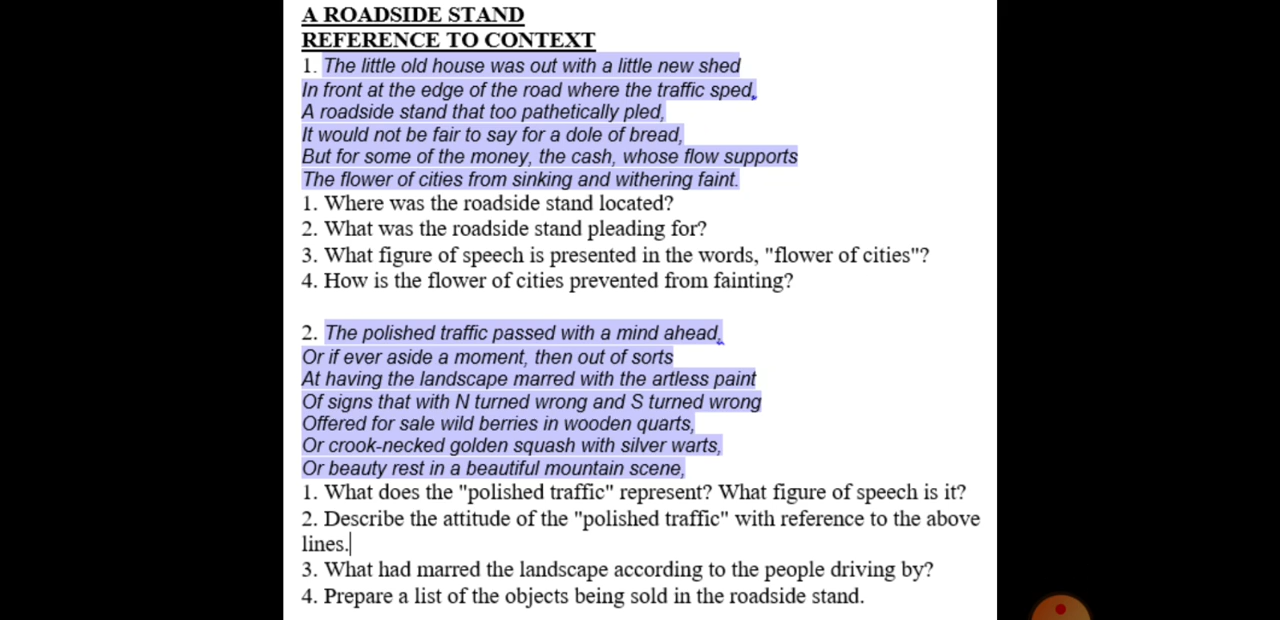 A ROADSIDE STAND
REFERENCE TO CONTEXT
1. The little old house was out with a little new shed
In front at the edge of the road where the traffic sped,
A roadside stand that too pathetically pled,
It would not be fair to say for a dole of bread,
But for some of the money, the cash, whose flow supports
The flower of cities from sinking and withering faint.
1. Where was the roadside stand located?
2. What was the roadside stand pleading for?
3. What figure of speech is presented in the words, "flower of cities"?
4. How is the flower of cities prevented from fainting?
2. The polished traffic passed with a mind ahead,
Or if ever aside a moment, then out of sorts
At having the landscape marred with the artless paint
Of signs that with N turned wrong and S turned wrong
Offered for sale wild berries in wooden quarts,
Or crook-necked golden squash with silver warts,
Or beauty rest in a beautiful mountain scene,
1. What does the "polished traffic" represent? What figure of speech is it?
2. Describe the attitude of the "polished traffic" with reference to the above
lines.
3. What had marred the landscape according to the people driving by?
4. Prepare a list of the objects being sold in the roadside stand.